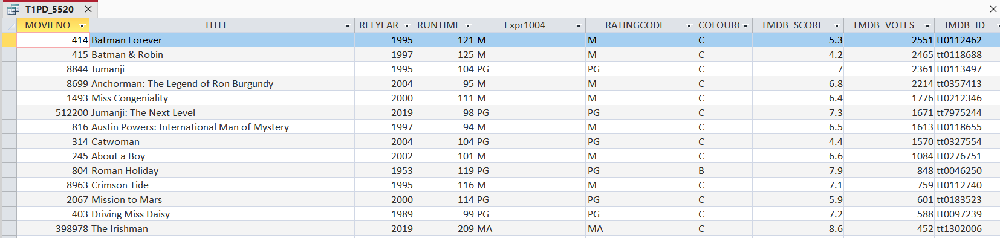 T1PD_5520
MOVIENO TITLE RELYEAR RUNTIME Expr1004 RATINGCODE COLOURC TMDB_SCORE TMDB_VOTES IMDB_ID
414 Batman Forever 1995 121 M M C 5.3 2551 tt0112462
415 Batman & Robin 1997 125 M M C 4.2 2465 tt0118688
8844 Jumanji 1995 104 PG PG C 7 2361 tt0113497
8699 Anchorman: The Legend of Ron Burgundy 2004 95 M M C 6.8 2214 tt0357413
1493 Miss Congeniality 2000 111 M M C 6.4 1776 tt0212346
512200 Jumanji: The Next Level 2019 98 PG PG C 7.3 1671 tt7975244
816 Austin Powers: International Man of Mystery 1997 94 M M C 6.5 1613 tt0118655
314 Catwoman 2004 104 PG PG C 4.4 1570 tt0327554
245 About a Boy 2002 101 M M C 6.6 1084 tt0276751
804 Roman Holiday 1953 119 PG PG B 7.9 848 tt0046250
8963 Crimson Tide 1995 116 M M C 7.1 759 tt0112740
2067 Mission to Mars 2000 114 PG PG C 5.9 601 tt0183523
403 Driving Miss Daisy 1989 99 PG PG C 7.2 588 tt0097239
398978 The Irishman 2019 209 MA MA C 8.6 452 tt1302006